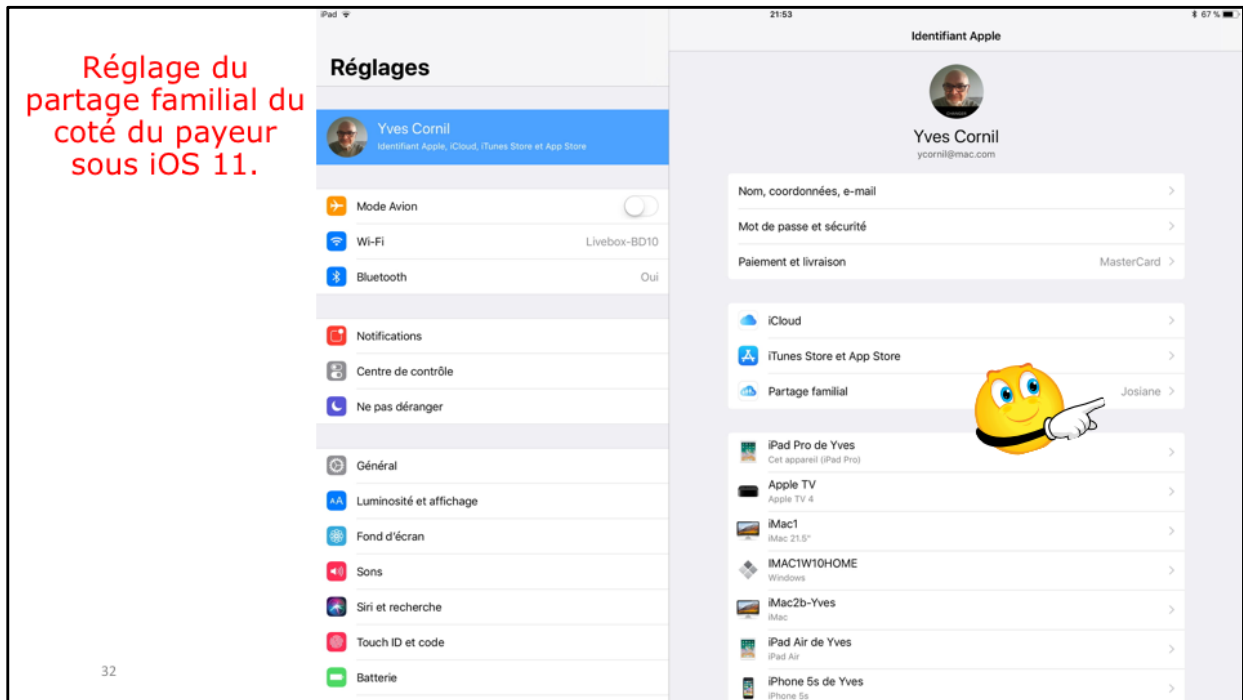 Réglage du
partage familial du
coté du payeur
sous iOS 11.
32
iPad
21:53
67 %
Réglages
Yves Cornil
Identifiant Apple, iCloud, iTunes Store et App Store
Mode Avion
Wi-Fi Livebox-BD10
Bluetooth Oui
Notifications
Centre de contrôle
Ne pas déranger
Général
AA Luminosité et affichage
Fond d'écran
Sons
Siri et recherche
Touch ID et code
Batterie
Identifiant Apple
Yves Cornil
ycornil@mac.com
Nom, coordonnées, e-mail
Mot de passe et sécurité
Paiement et livraison MasterCard
iCloud
iTunes Store et App Store
Partage familial Josiane
iPad Pro de Yves
Cet appareil (iPad Pro)
Apple TV
Apple TV 4
iMac1
iMac 21.5"
IMAC1W10HOME
Windows
iMac2b-Yves
iMac
iPad Air de Yves
iPad Air
iPhone 5s de Yves
iPhone 5s